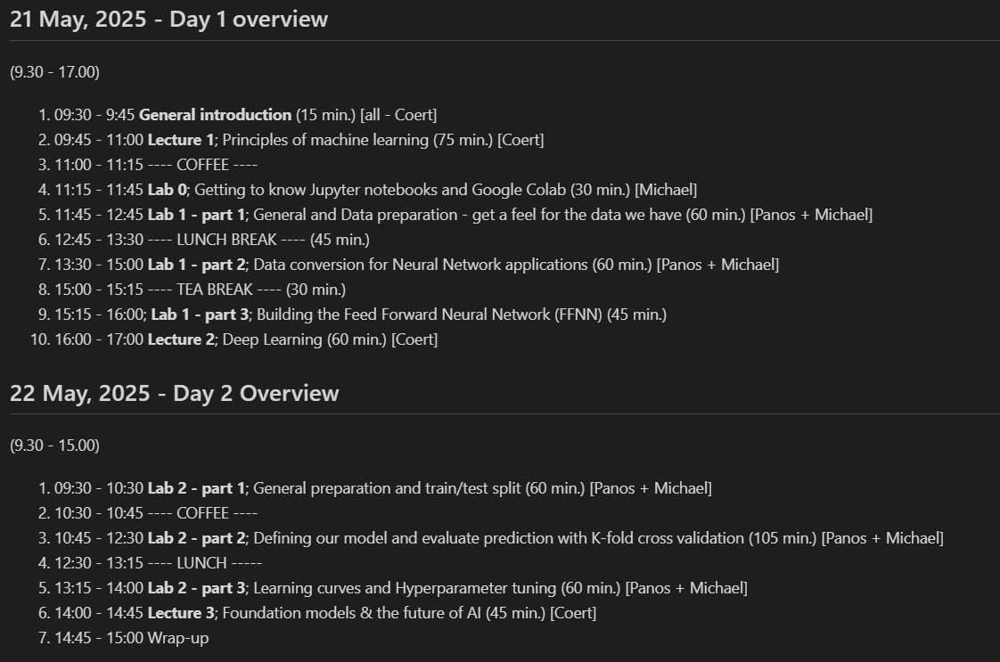 21 May, 2025 - Day 1 overview
(9.30 - 17.00)
1. 09:30 - 9:45 General introduction (15 min.) [all - Coert]
2. 09:45 - 11:00 Lecture 1; Principles of machine learning (75 min.) [Coert]
3. 11:00 - 11:15 ---- COFFEE ----
4. 11:15 - 11:45 Lab 0; Getting to know Jupyter notebooks and Google Colab (30 min.) [Michael]
5. 11:45 - 12:45 Lab 1 - part 1; General and Data preparation - get a feel for the data we have (60 min.) [Panos + Michael]
6. 12:45 - 13:30 ---- LUNCH BREAK ---- (45 min.)
7. 13:30 - 15:00 Lab 1 - part 2; Data conversion for Neural Network applications (60 min.) [Panos + Michael]
8. 15:00 - 15:15 ---- TEA BREAK ---- (30 min.)
9. 15:15 - 16:00; Lab 1 - part 3; Building the Feed Forward Neural Network (FFNN) (45 min.)
10. 16:00 - 17:00 Lecture 2; Deep Learning (60 min.) [Coert]
22 May, 2025 - Day 2 Overview
(9.30 - 15.00)
1. 09:30 - 10:30 Lab 2 - part 1; General preparation and train/test split (60 min.) [Panos + Michael]
2. 10:30 - 10:45 ---- COFFEE ----
3. 10:45 - 12:30 Lab 2 - part 2; Defining our model and evaluate prediction with K-fold cross validation (105 min.) [Panos + Michael]
4. 12:30 - 13:15 ---- LUNCH -----
5. 13:15 - 14:00 Lab 2 - part 3; Learning curves and Hyperparameter tuning (60 min.) [Panos + Michael]
6. 14:00 - 14:45 Lecture 3; Foundation models & the future of AI (45 min.) [Coert]
7. 14:45 - 15:00 Wrap-up